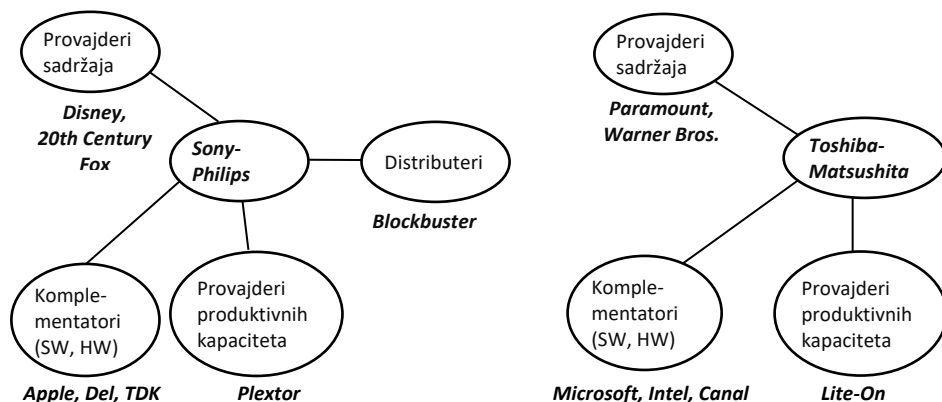 Provajderi
sadržaja
Disney,
20th Century
Fox
Sony-
Philips
Distributeri
Blockbuster
Komple-
mentatori
(SW, HW)
Apple, Del, TDK
Provajderi
produktivnih
kapaciteta
Plextor
Provajderi
sadržaja
Paramount,
Warner Bros.
Toshiba-
Matsushita
Komple-
mentatori
(SW, HW)
Microsoft, Intel, Canal
Provajderi
produktivnih
kapaciteta
Lite-On